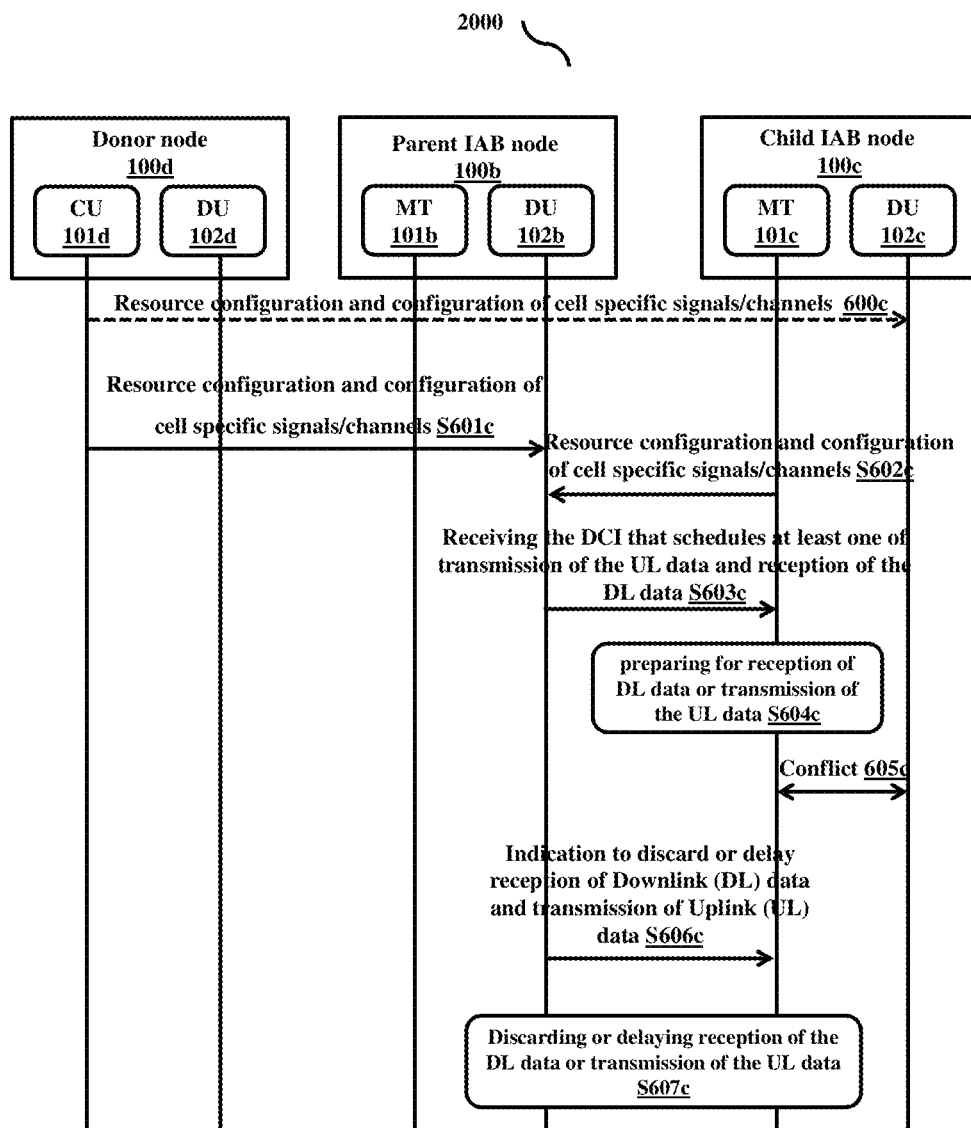 2000
Donor node
100d
CU
101d
DU
102d
Parent IAB node
100b
MT
101b
DU
102b
Child IAB node
100c
MT
101c
DU
102c
Resource configuration and configuration of cell specific signals/channels 600c
Resource configuration and configuration of
cell specific signals/channels S601c
Resource configuration and configuration
of cell specific signals/channels S602c
Receiving the DCI that schedules at least one of
transmission of the UL data and reception of the
DL data S603c
preparing for reception of
DL data or transmission of
the UL data S604c
Conflict 605c
Indication to discard or delay
reception of Downlink (DL) data
and transmission of Uplink (UL)
data S606c
Discarding or delaying reception of the
DL data or transmission of the UL data
S607c